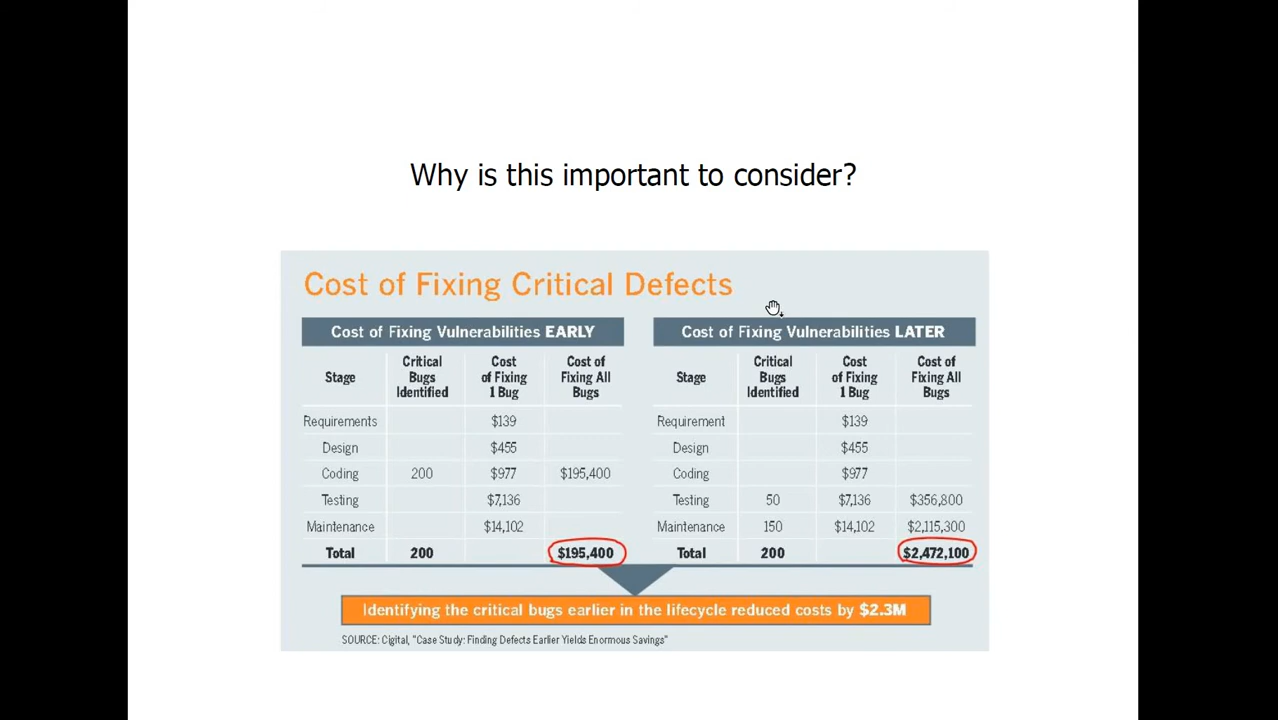 Why is this important to consider?
Cost of Fixing Critical Defects
Cost of Fixing Vulnerabilities EARLY
Stage Critical Bugs Identified Cost of Fixing 1 Bug Cost of Fixing All Bugs
Requirements $139
Design $455
Coding 200 $977 $195,400
Testing $7,136
Maintenance $14,102
Total 200 $195,400
Cost of Fixing Vulnerabilities LATER
Stage Critical Bugs Identified Cost of Fixing 1 Bug Cost of Fixing All Bugs
Requirement $139
Design $455
Coding $977
Testing 50 $7,136 $356,800
Maintenance 150 $14,102 $2,115,300
Total 200 $2,472,100
Identifying the critical bugs earlier in the lifecycle reduced costs by $2.3M
SOURCE: Cigital, "Case Study: Finding Defects Earlier Yields Enormous Savings"